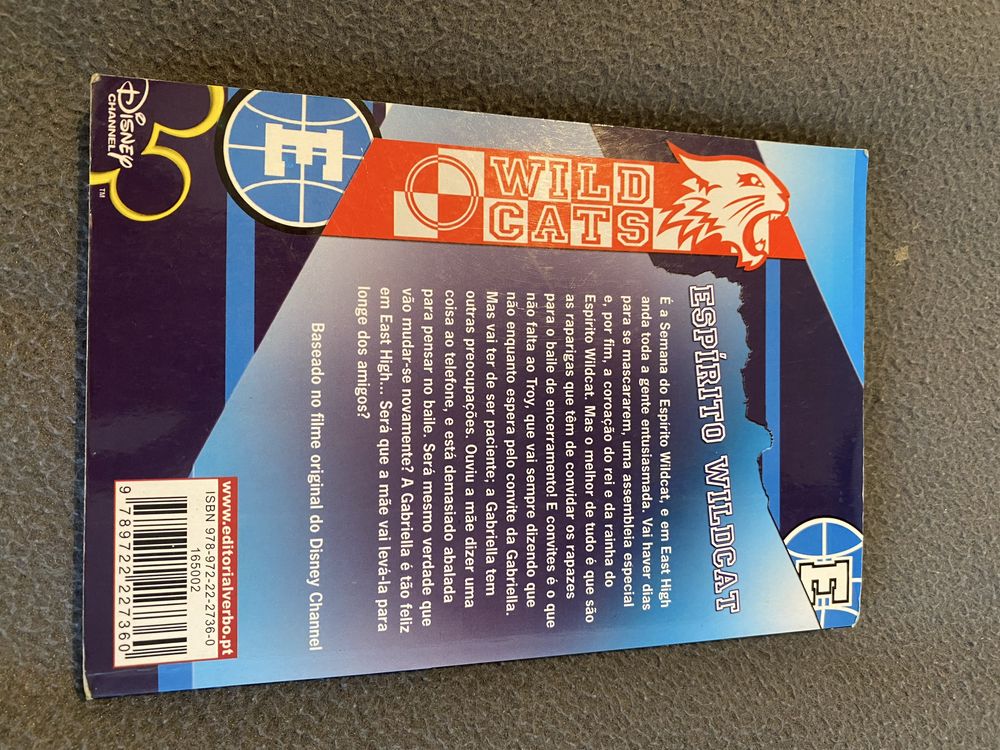 WILD
CATS
ESPÍRITO WILDCAT
É a Semana do Espírito Wildcat e em East High
anda toda a gente entusiasmada. Vai haver dias
para se mascararem, uma assembleia especial
e, por fim, a coroação do rei e da rainha do
Espírito Wildcat. Mas o melhor de tudo é que são
as raparigas que têm de convidar os rapazes
para o baile de encerramento! E convites é o que
não falta ao Troy, que vai sempre dizendo que
não enquanto espera pelo convite da Gabriella.
Mas vai ter de ser paciente; a Gabriella tem
outras preocupações. Ouviu a mãe dizer uma
coisa ao telefone, e está demasiado abalada
para pensar no baile. Será mesmo verdade que
vão mudar-se novamente? A Gabriella é tão feliz
em East High... Será que a mãe vai levá-la para
longe dos amigos?
Baseado no filme original do Disney Channel
E
E
DISNEY
CHANNEL
TM
www.editorialverbo.pt
ISBN 978-972-22-2736-0
165002
9 789722 227360